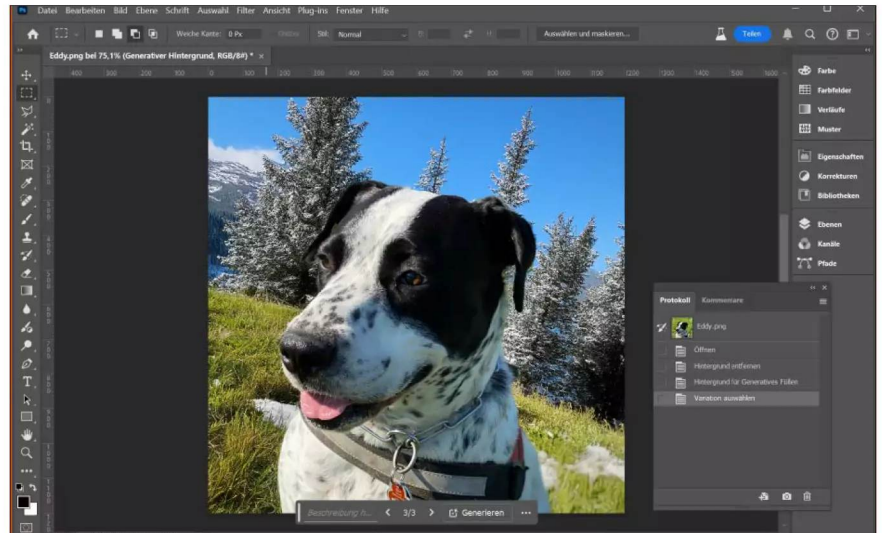 Datei Bearbeiten Bild Ebene Schrift Auswahl Filter Ansicht Plug-ins Fenster Hilfe
Weiche Kante: 0 Px Stil: Normal Auswählen und maskieren... Teilen
Eddy.png bei 75,1% (Generativer Hintergrund, RGB/8#) *
Farbe
Farbfelder
Verläufe
Muster
Eigenschaften
Korrekturen
Bibliotheken
Ebenen
Kanäle
Pfade
Protokoll Kommentare
Eddy.png
Öffnen
Hintergrund entfernen
Hintergrund für Generatives Füllen
Variation auswählen
Beschreibung h... 3/3 Generieren